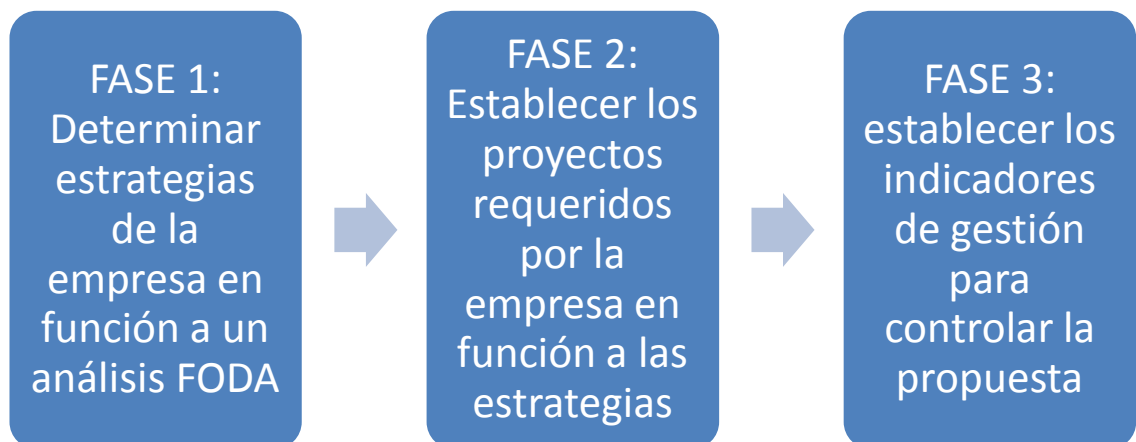 FASE 1:
Determinar
estrategias
de la
empresa en
función a un
análisis FODA
FASE 2:
Establecer los
proyectos
requeridos
por la
empresa en
función a las
estrategias
FASE 3:
establecer los
indicadores
de gestión
para
controlar la
propuesta